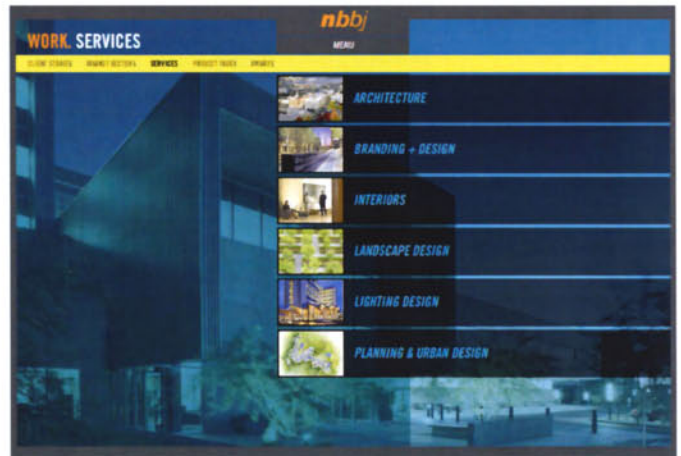 nbbj
WORK. SERVICES
MENU
CLIENT STORIES MARKET SECTORS SERVICES PROJECT INDEX AWARDS
ARCHITECTURE
BRANDING + DESIGN
INTERIORS
LANDSCAPE DESIGN
LIGHTING DESIGN
PLANNING & URBAN DESIGN